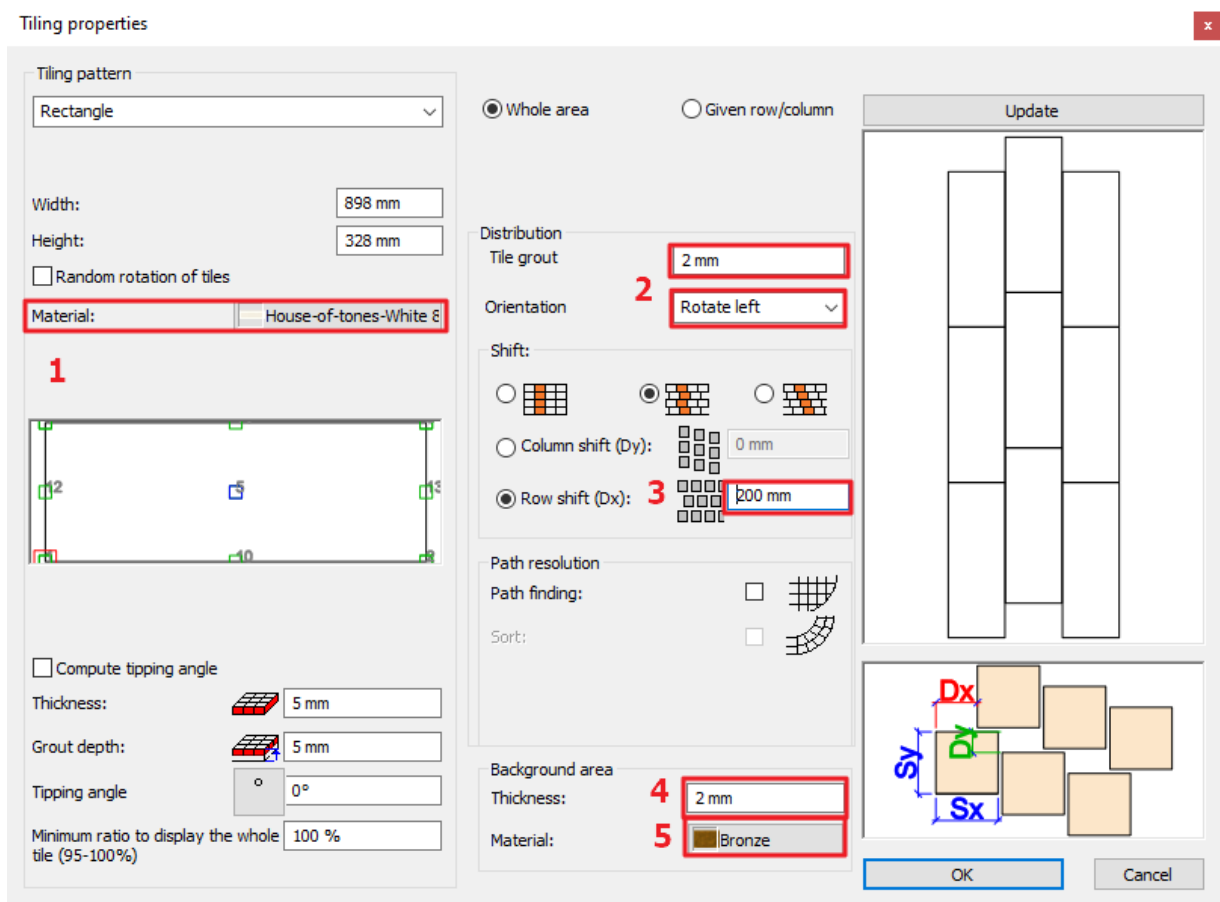 Tiling properties
x
Tiling pattern
Rectangle
Width:
898 mm
Height:
328 mm
Random rotation of tiles
Material:
House-of-tones-White 8
1
12
5
13
10
Compute tipping angle
Thickness:
5 mm
Grout depth:
5 mm
Tipping angle
°
0°
Minimum ratio to display the whole
tile (95-100%)
100 %
Whole area
Given row/column
Distribution
Tile grout
2 mm
2
Orientation
Rotate left
Shift:
Column shift (Dy):
0 mm
Row shift (Dx):
3
200 mm
Path resolution
Path finding:
Sort:
Background area
Thickness:
4
2 mm
Material:
5
Bronze
Update
Dx
Dy
Sy
Sx
OK
Cancel